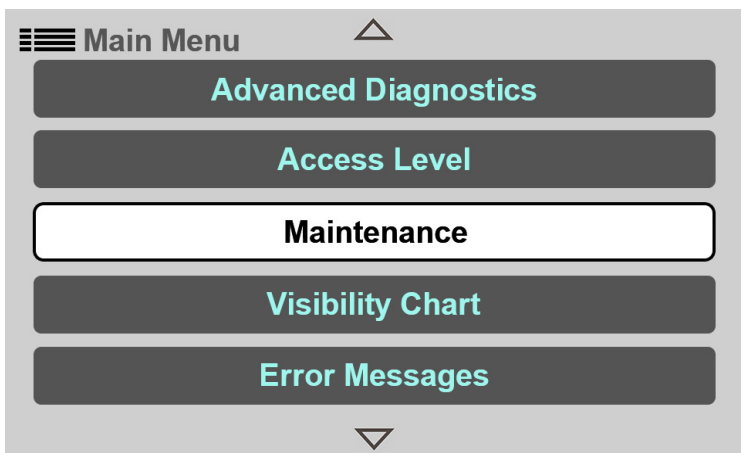 Main Menu
Advanced Diagnostics
Access Level
Maintenance
Visibility Chart
Error Messages